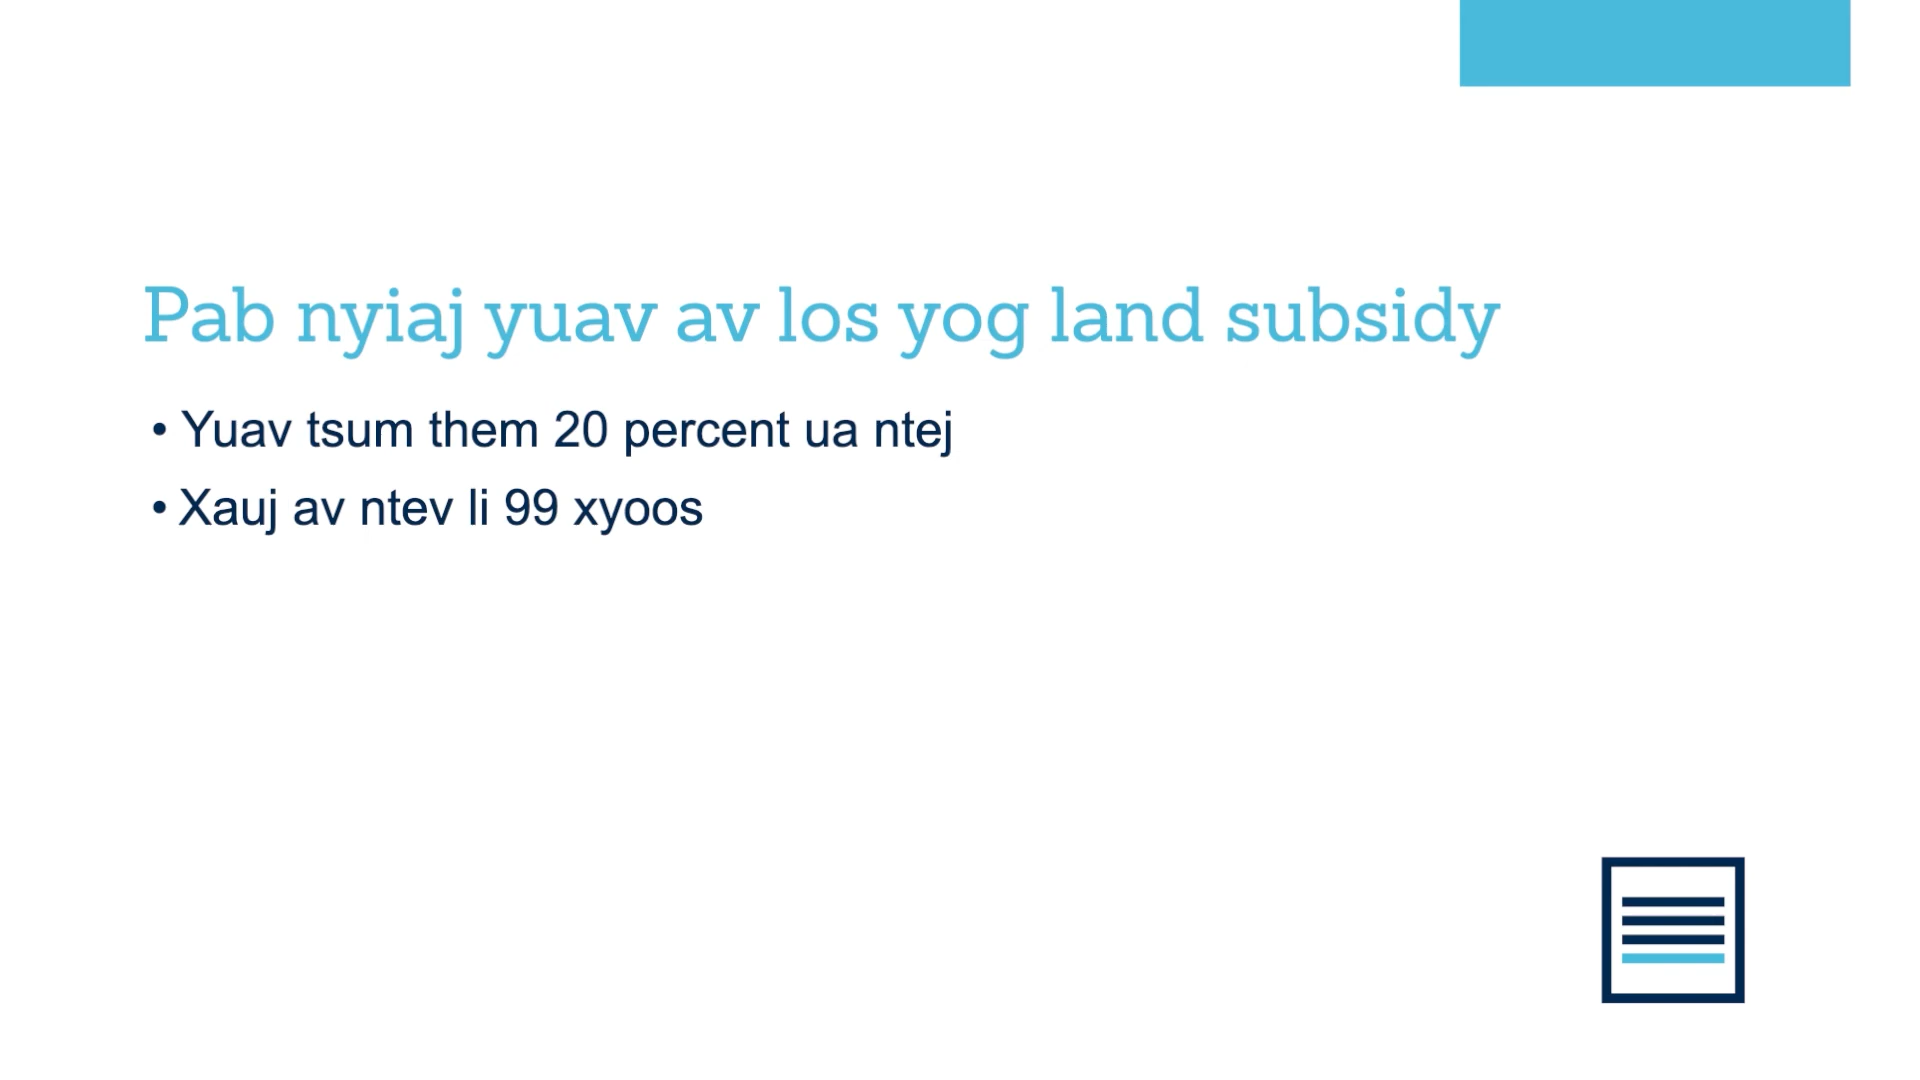 Pab nyiaj yuav av los yog land subsidy
• Yuav tsum them 20 percent ua ntej
• Xauj av ntev li 99 xyoos